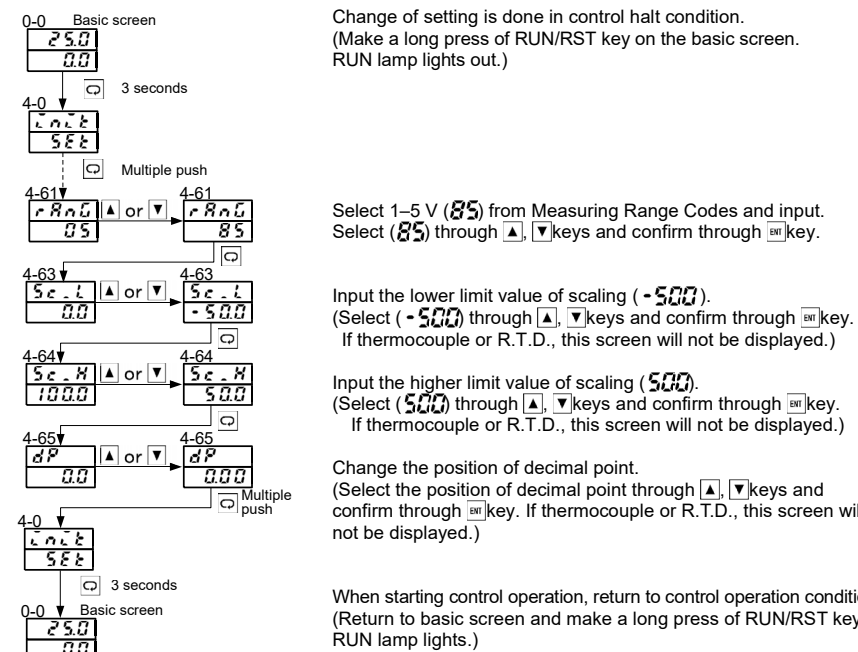 0-0 Basic screen
25.0
0.0
3 seconds
4-0
init
SEt
Multiple push
4-61
rAnG
05
▲ or ▼
4-61
rAnG
85
4-63
Sc_L
0.0
▲ or ▼
4-63
Sc_L
-50.0
4-64
Sc_H
100.0
▲ or ▼
4-64
Sc_H
50.0
4-65
dP
0.0
▲ or ▼
4-65
dP
0.00
Multiple
push
4-0
init
SEt
3 seconds
0-0 Basic screen
25.0
0.0
Change of setting is done in control halt condition.
(Make a long press of RUN/RST key on the basic screen.
RUN lamp lights out.)
Select 1–5 V (85) from Measuring Range Codes and input.
Select (85) through ▲, ▼ keys and confirm through ENT key.
Input the lower limit value of scaling (-500).
(Select (-500) through ▲, ▼ keys and confirm through ENT key.
If thermocouple or R.T.D., this screen will not be displayed.)
Input the higher limit value of scaling (500).
(Select (500) through ▲, ▼ keys and confirm through ENT key.
If thermocouple or R.T.D., this screen will not be displayed.)
Change the position of decimal point.
(Select the position of decimal point through ▲, ▼ keys and
confirm through ENT key. If thermocouple or R.T.D., this screen wil
not be displayed.)
When starting control operation, return to control operation conditi
(Return to basic screen and make a long press of RUN/RST key
RUN lamp lights.)